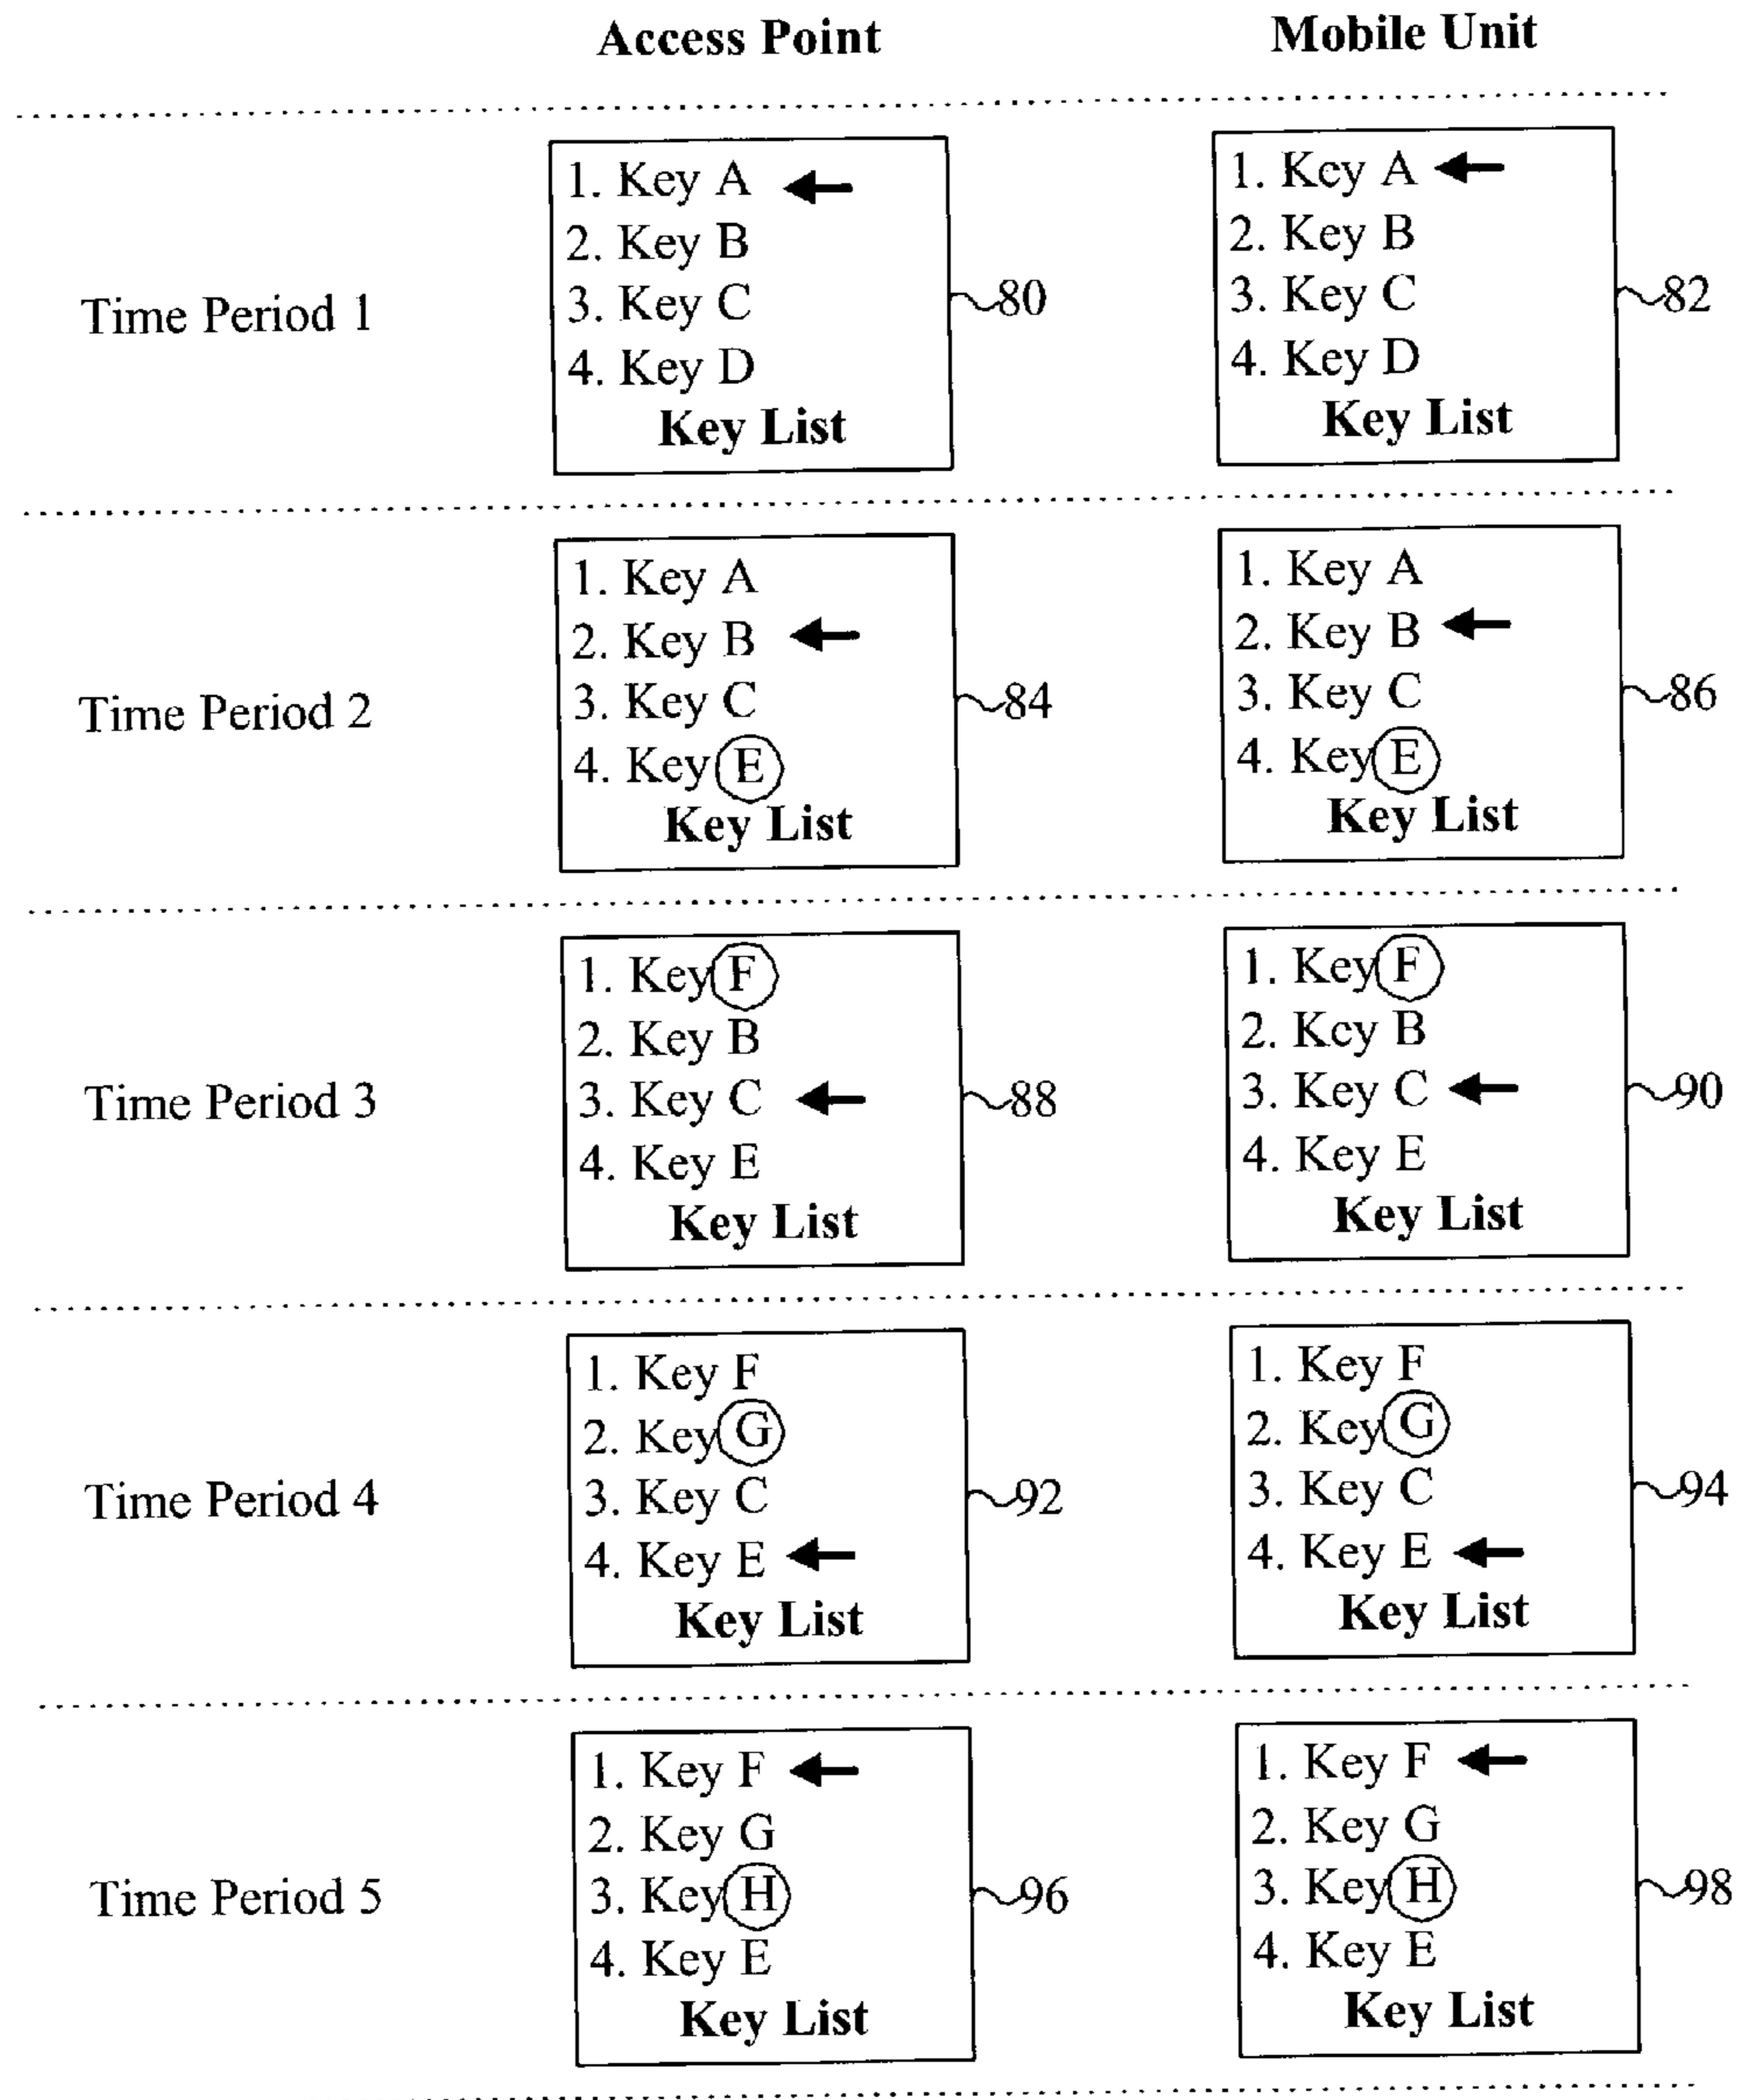 Access Point Mobile Unit
Time Period 1
1. Key A
2. Key B
3. Key C
4. Key D
Key List
80
1. Key A
2. Key B
3. Key C
4. Key D
Key List
82
Time Period 2
1. Key A
2. Key B
3. Key C
4. Key E
Key List
84
1. Key A
2. Key B
3. Key C
4. Key E
Key List
86
Time Period 3
1. Key F
2. Key B
3. Key C
4. Key E
Key List
88
1. Key F
2. Key B
3. Key C
4. Key E
Key List
90
Time Period 4
1. Key F
2. Key G
3. Key C
4. Key E
Key List
92
1. Key F
2. Key G
3. Key C
4. Key E
Key List
94
Time Period 5
1. Key F
2. Key G
3. Key H
4. Key E
Key List
96
1. Key F
2. Key G
3. Key H
4. Key E
Key List
98